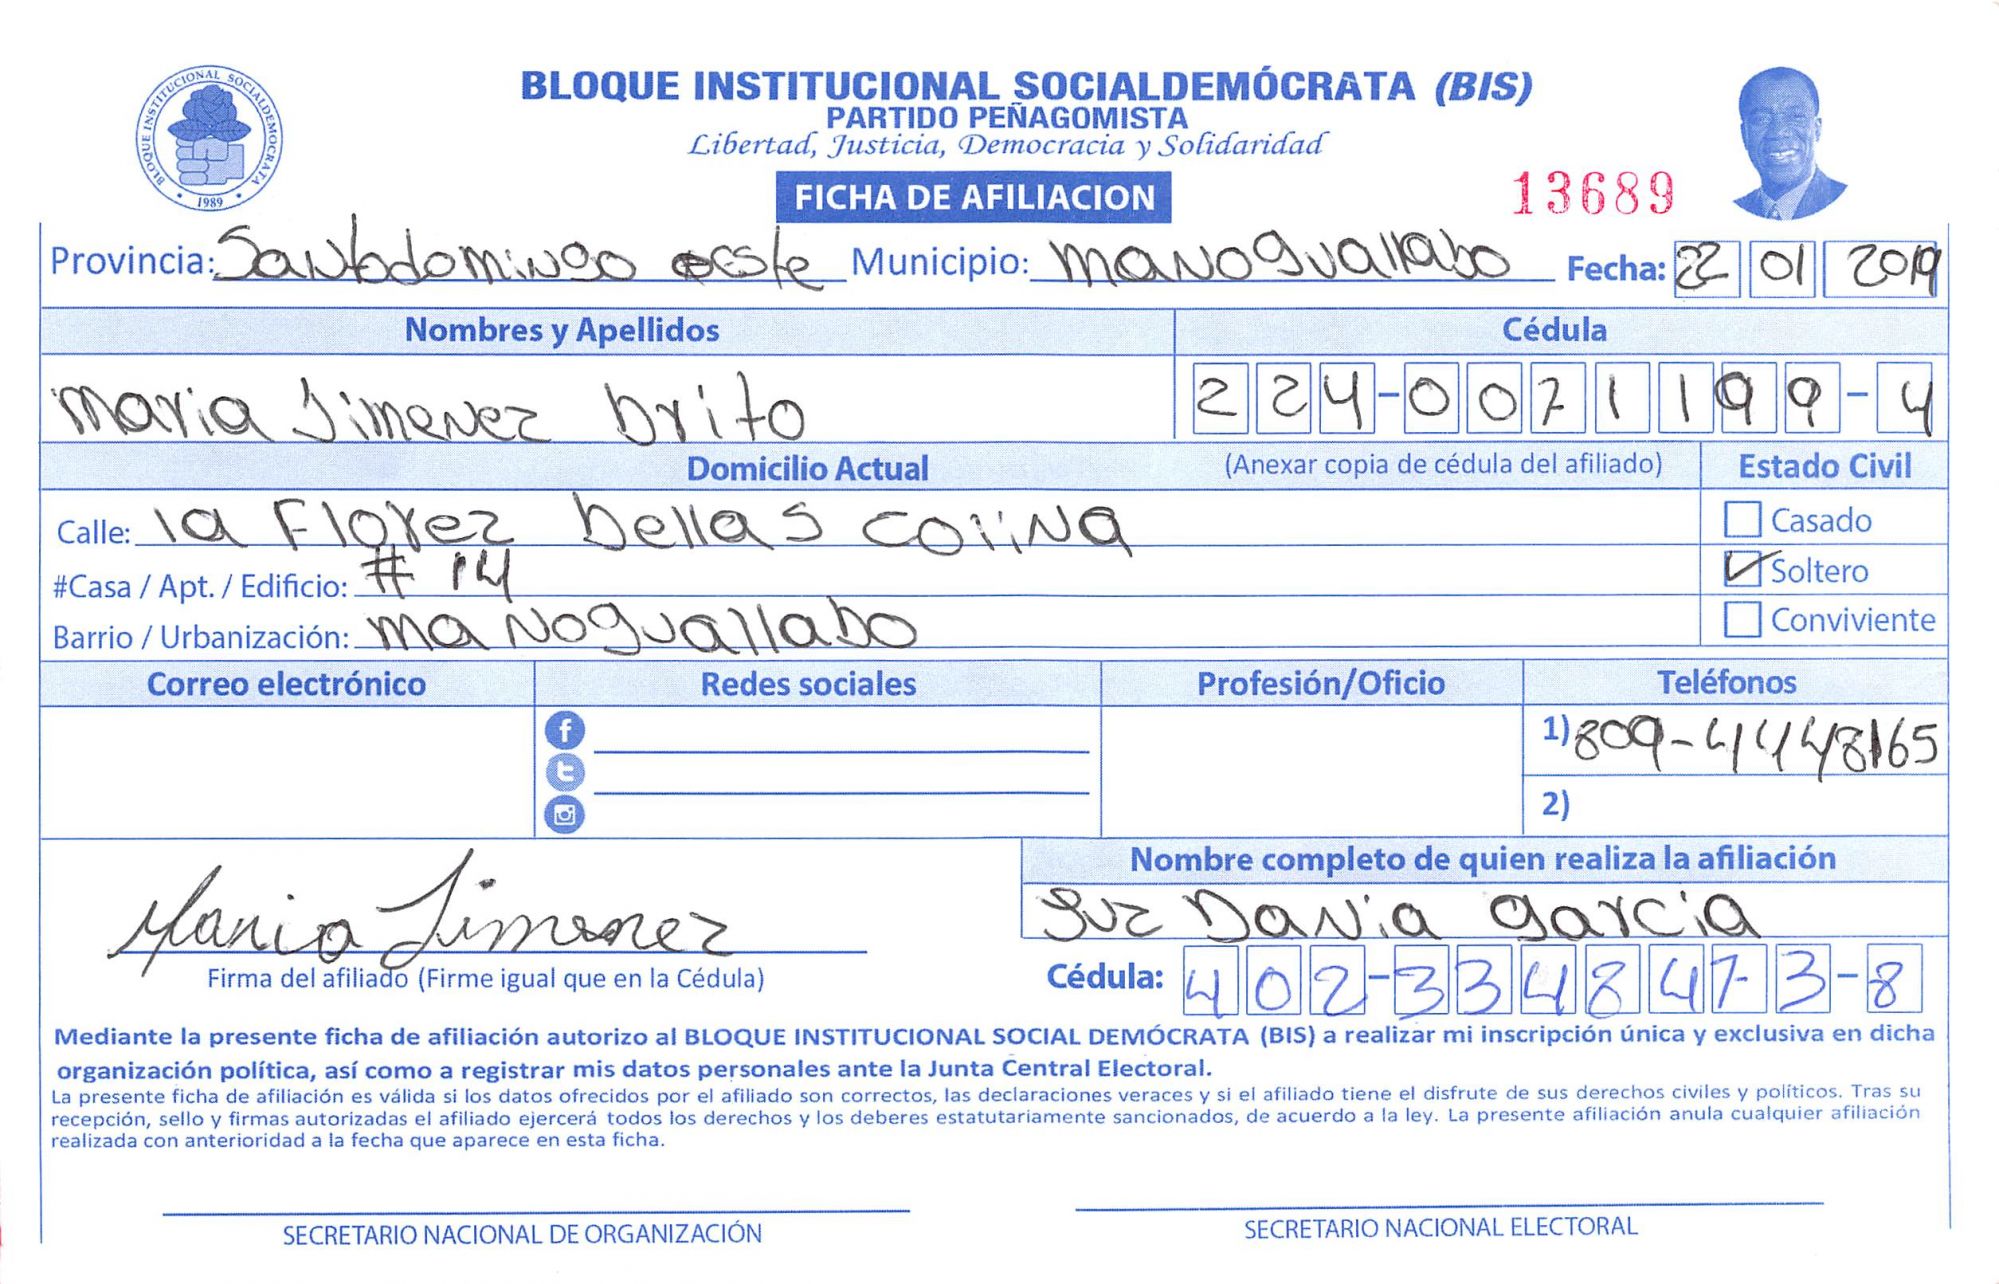 BLOQUE INSTITUCIONAL SOCIALDEMOCRATA
1989
BLOQUE INSTITUCIONAL SOCIALDEMÓCRATA (BIS)
PARTIDO PEÑAGOMISTA
Libertad, Justicia, Democracia y Solidaridad
FICHA DE AFILIACION
13689
Provincia: Santodomingo oeste Municipio: manoguallabo Fecha: 22 01 2019
Nombres y Apellidos Cédula
maria Jimenez brito 224-0071199-4
Domicilio Actual (Anexar copia de cédula del afiliado) Estado Civil
Calle: la Florez bellas colina Casado
#Casa / Apt. / Edificio: # 14 Soltero
Barrio / Urbanización: manoguallabo Conviviente
Correo electrónico Redes sociales Profesión/Oficio Teléfonos
1) 809-4448165
2)
Nombre completo de quien realiza la afiliación
Luz Dania garcia
Maria Jimenez
Firma del afiliado (Firme igual que en la Cédula) Cédula: 402-3348473-8
Mediante la presente ficha de afiliación autorizo al BLOQUE INSTITUCIONAL SOCIAL DEMÓCRATA (BIS) a realizar mi inscripción única y exclusiva en dicha
organización política, así como a registrar mis datos personales ante la Junta Central Electoral.
La presente ficha de afiliación es válida si los datos ofrecidos por el afiliado son correctos, las declaraciones veraces y si el afiliado tiene el disfrute de sus derechos civiles y políticos. Tras su
recepción, sello y firmas autorizadas el afiliado ejercerá todos los derechos y los deberes estatutariamente sancionados, de acuerdo a la ley. La presente afiliación anula cualquier afiliación
realizada con anterioridad a la fecha que aparece en esta ficha.
SECRETARIO NACIONAL DE ORGANIZACIÓN SECRETARIO NACIONAL ELECTORAL